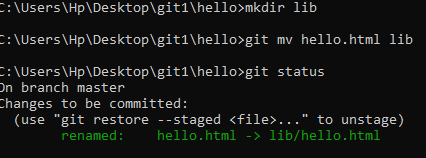 C:\Users\Hp\Desktop\git1\hello>mkdir lib
C:\Users\Hp\Desktop\git1\hello>git mv hello.html lib
C:\Users\Hp\Desktop\git1\hello>git status
On branch master
Changes to be committed:
  (use "git restore --staged <file>..." to unstage)
        renamed:    hello.html -> lib/hello.html